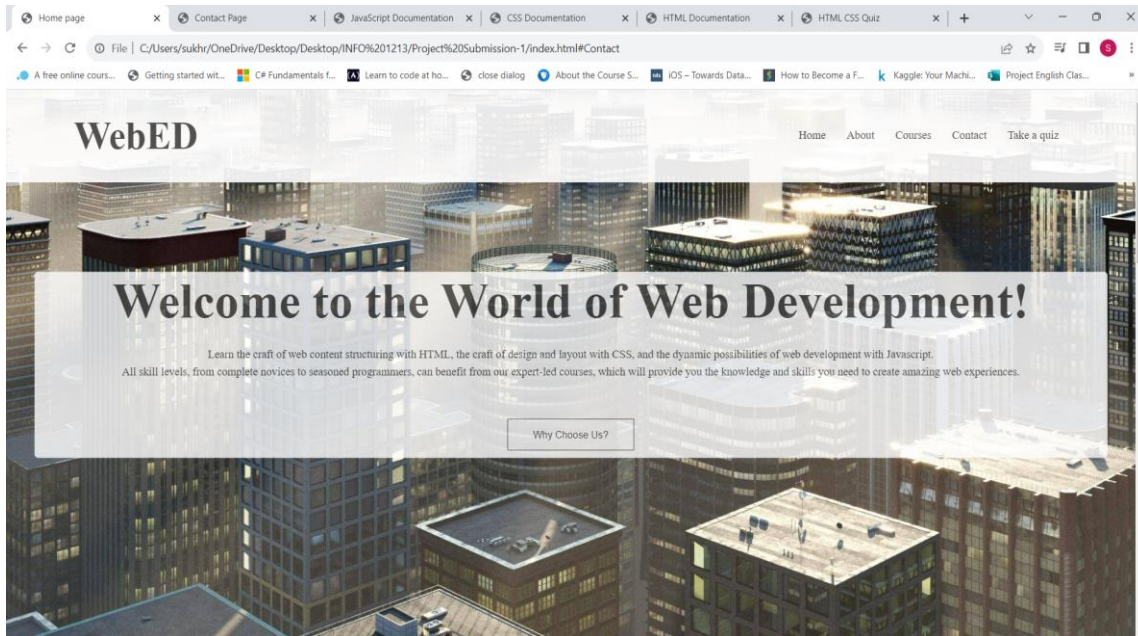 Home page
Contact Page
JavaScript Documentation
CSS Documentation
HTML Documentation
HTML CSS Quiz
File C:/Users/sukhr/OneDrive/Desktop/Desktop/INFO%201213/Project%20Submission-1/index.html#Contact
S
A free online cours...
Getting started wit...
C# Fundamentals f...
Learn to code at ho...
close dialog
About the Course S...
iOS – Towards Data...
How to Become a F...
Kaggle: Your Machi...
Project English Clas...
WebED
Home About Courses Contact Take a quiz
Welcome to the World of Web Development!
Learn the craft of web content structuring with HTML, the craft of design and layout with CSS, and the dynamic possibilities of web development with Javascript.
All skill levels, from complete novices to seasoned programmers, can benefit from our expert-led courses, which will provide you the knowledge and skills you need to create amazing web experiences.
Why Choose Us?